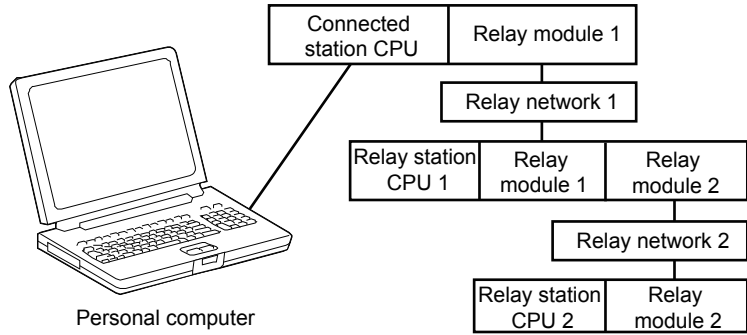 Connected
station CPU
Relay module 1
Relay network 1
Relay station
CPU 1
Relay
module 1
Relay
module 2
Relay network 2
Relay station
CPU 2
Relay
module 2
Personal computer